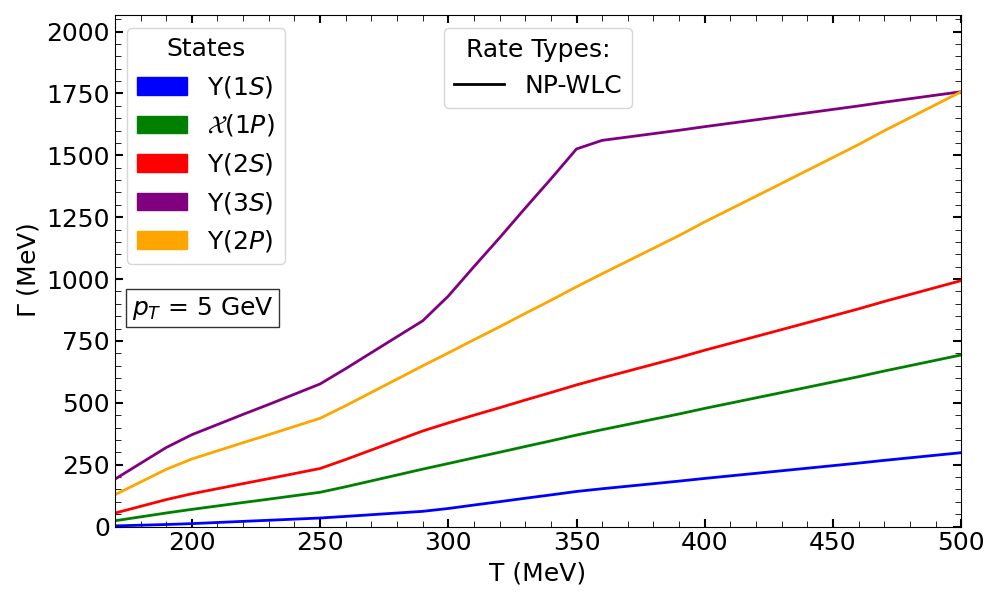 States
Υ(1S)
𝒳(1P)
Υ(2S)
Υ(3S)
Υ(2P)
Rate Types:
NP-WLC
p_T = 5 GeV
Γ (MeV)
2000
1750
1500
1250
1000
750
500
250
0
200 250 300 350 400 450 500
T (MeV)